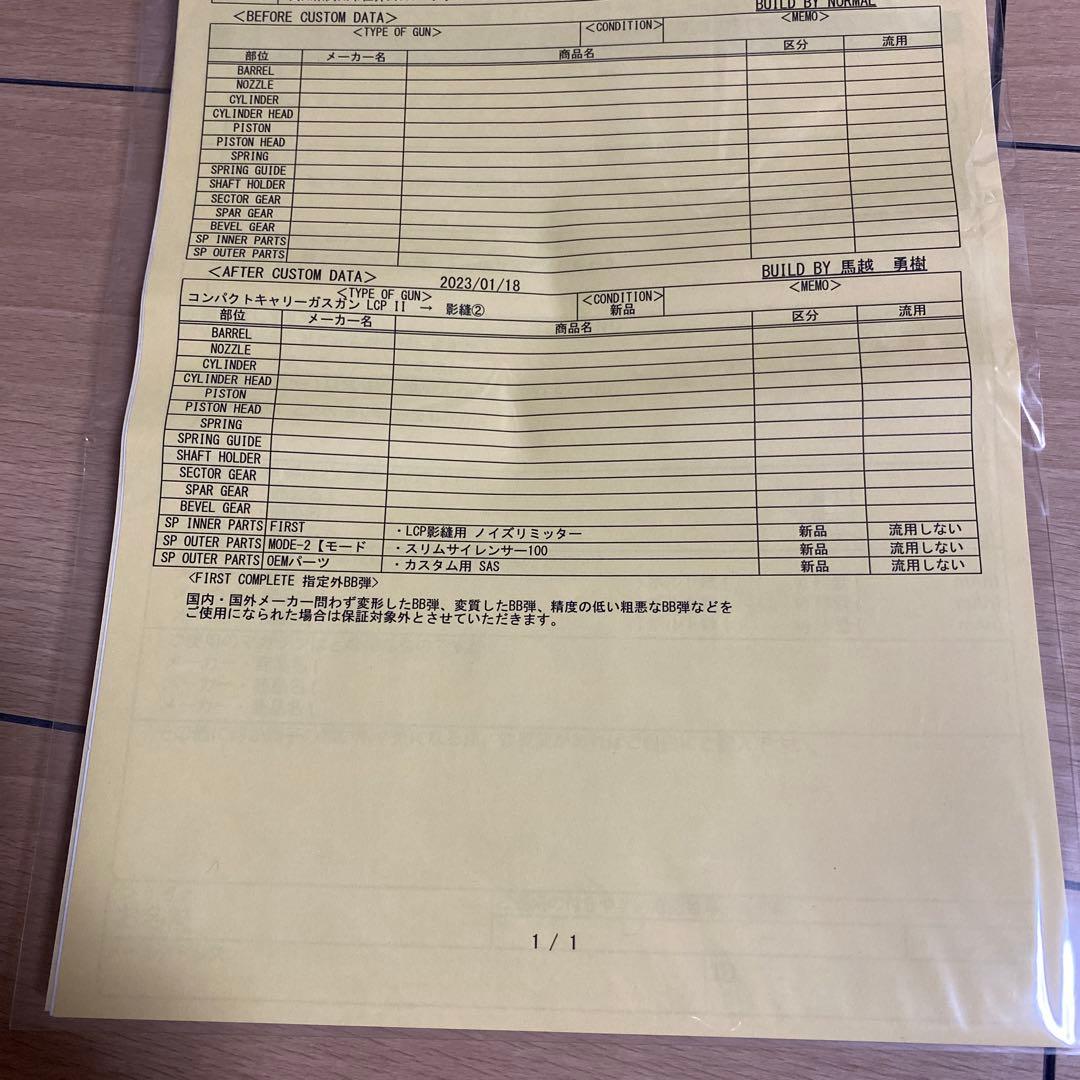 BUILD BY NORMAL
<BEFORE CUSTOM DATA>
<TYPE OF GUN> <CONDITION> <MEMO>
部位 メーカー名 商品名 区分 流用
BARREL
NOZZLE
CYLINDER
CYLINDER HEAD
PISTON
PISTON HEAD
SPRING
SPRING GUIDE
SHAFT HOLDER
SECTOR GEAR
SPAR GEAR
BEVEL GEAR
SP INNER PARTS
SP OUTER PARTS
<AFTER CUSTOM DATA> 2023/01/18 BUILD BY 馬越 勇樹
<TYPE OF GUN> <CONDITION> <MEMO>
コンパクトキャリーガスガン LCP II → 影縫② 新品
部位 メーカー名 商品名 区分 流用
BARREL
NOZZLE
CYLINDER
CYLINDER HEAD
PISTON
PISTON HEAD
SPRING
SPRING GUIDE
SHAFT HOLDER
SECTOR GEAR
SPAR GEAR
BEVEL GEAR
SP INNER PARTS FIRST ・LCP影縫用 ノイズリミッター 新品 流用しない
SP OUTER PARTS MODE-2【モード ・スリムサイレンサー100 新品 流用しない
SP OUTER PARTS OEMパーツ ・カスタム用 SAS 新品 流用しない
<FIRST COMPLETE 指定外BB弾>
国内・国外メーカー問わず変形したBB弾、変質したBB弾、精度の低い粗悪なBB弾などを
ご使用になられた場合は保証対象外とさせていただきます。
1 / 1